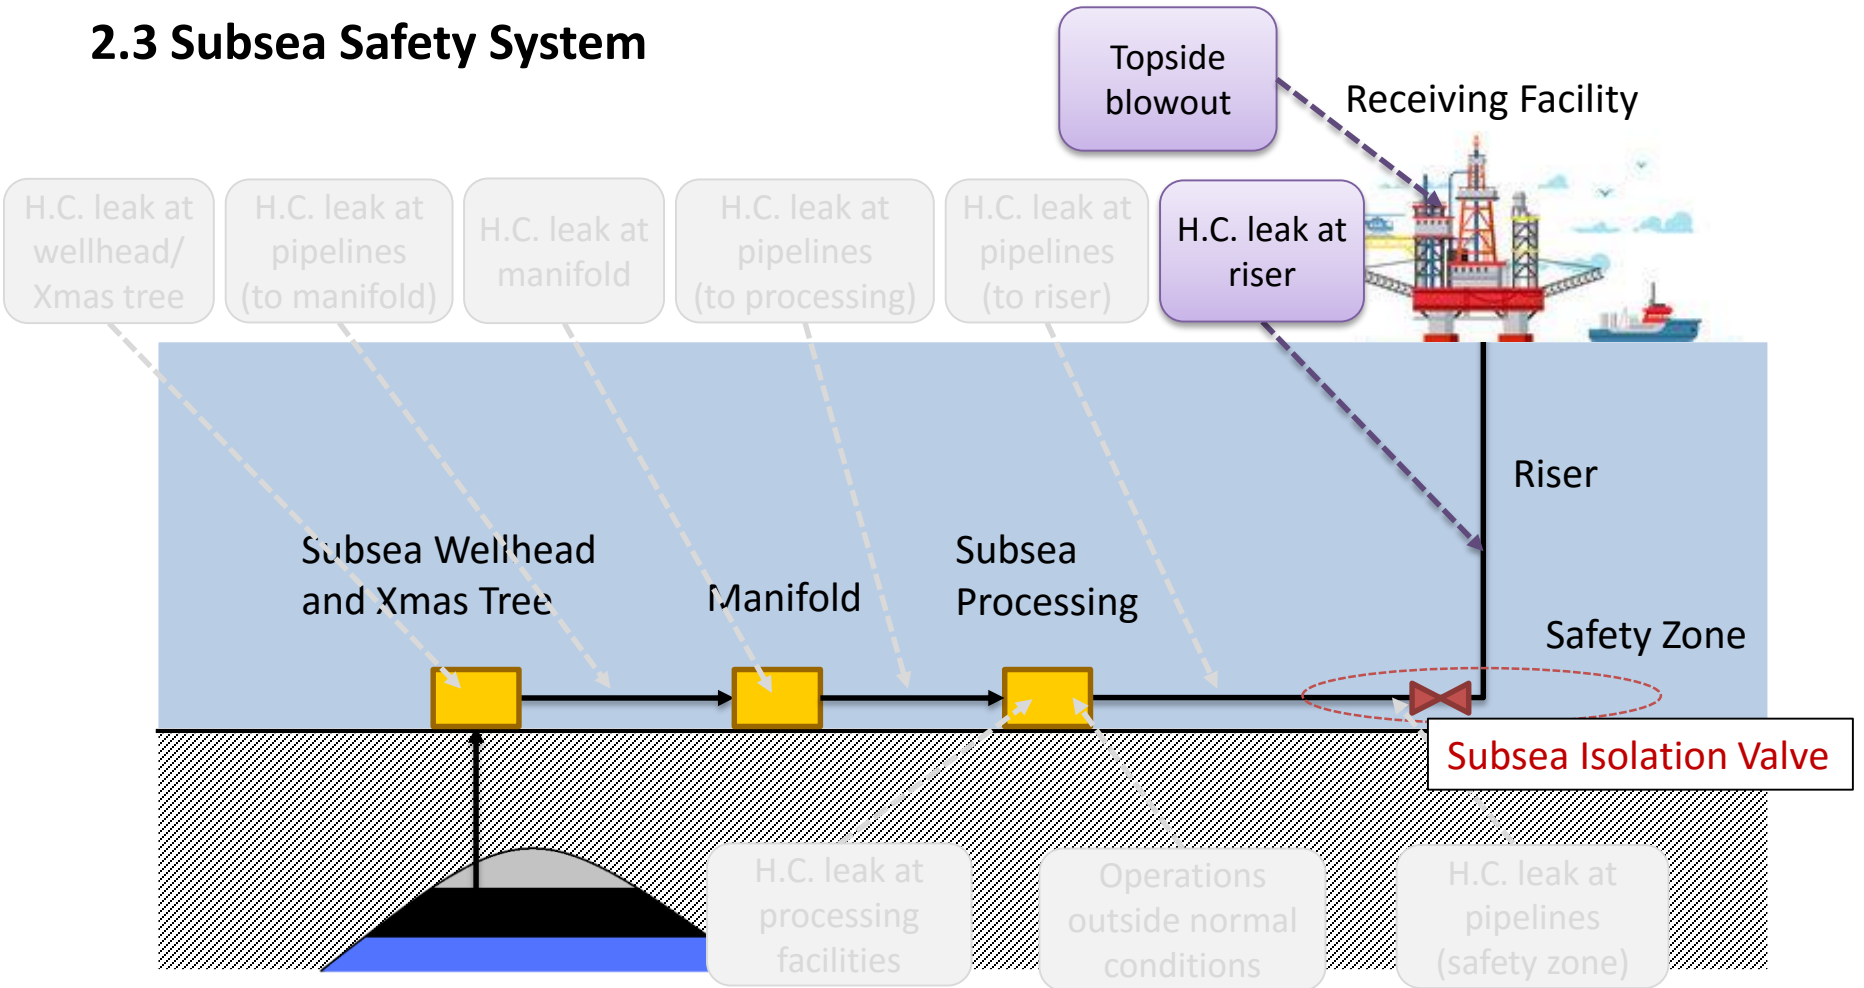 2.3 Subsea Safety System
Topside
blowout
Receiving Facility
H.C. leak at
wellhead/
Xmas tree
H.C. leak at
pipelines
(to manifold)
H.C. leak at
manifold
H.C. leak at
pipelines
(to processing)
H.C. leak at
pipelines
(to riser)
H.C. leak at
riser
Riser
Subsea Wellhead
and Xmas Tree
Manifold
Subsea
Processing
Safety Zone
Subsea Isolation Valve
H.C. leak at
processing
facilities
Operations
outside normal
conditions
H.C. leak at
pipelines
(safety zone)